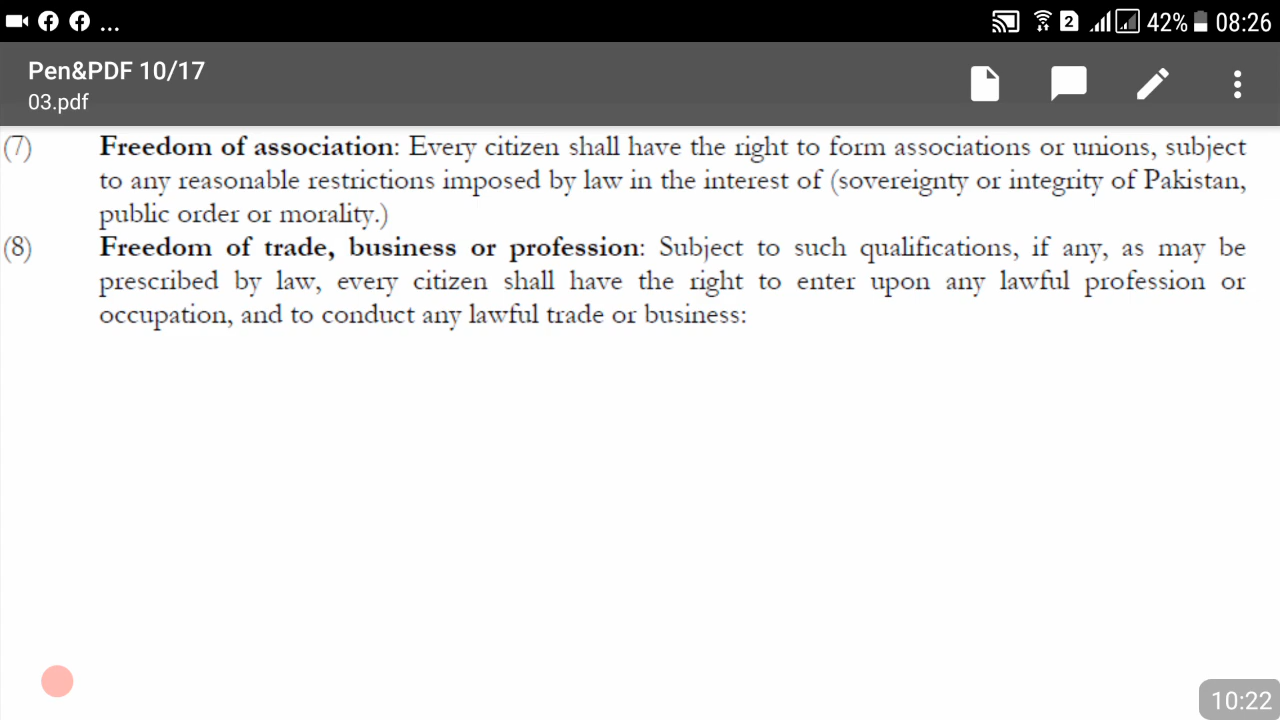 ... 2 42% 08:26
Pen&PDF 10/17
03.pdf
(7) Freedom of association: Every citizen shall have the right to form associations or unions, subject
to any reasonable restrictions imposed by law in the interest of (sovereignty or integrity of Pakistan,
public order or morality.)
(8) Freedom of trade, business or profession: Subject to such qualifications, if any, as may be
prescribed by law, every citizen shall have the right to enter upon any lawful profession or
occupation, and to conduct any lawful trade or business:
10:22